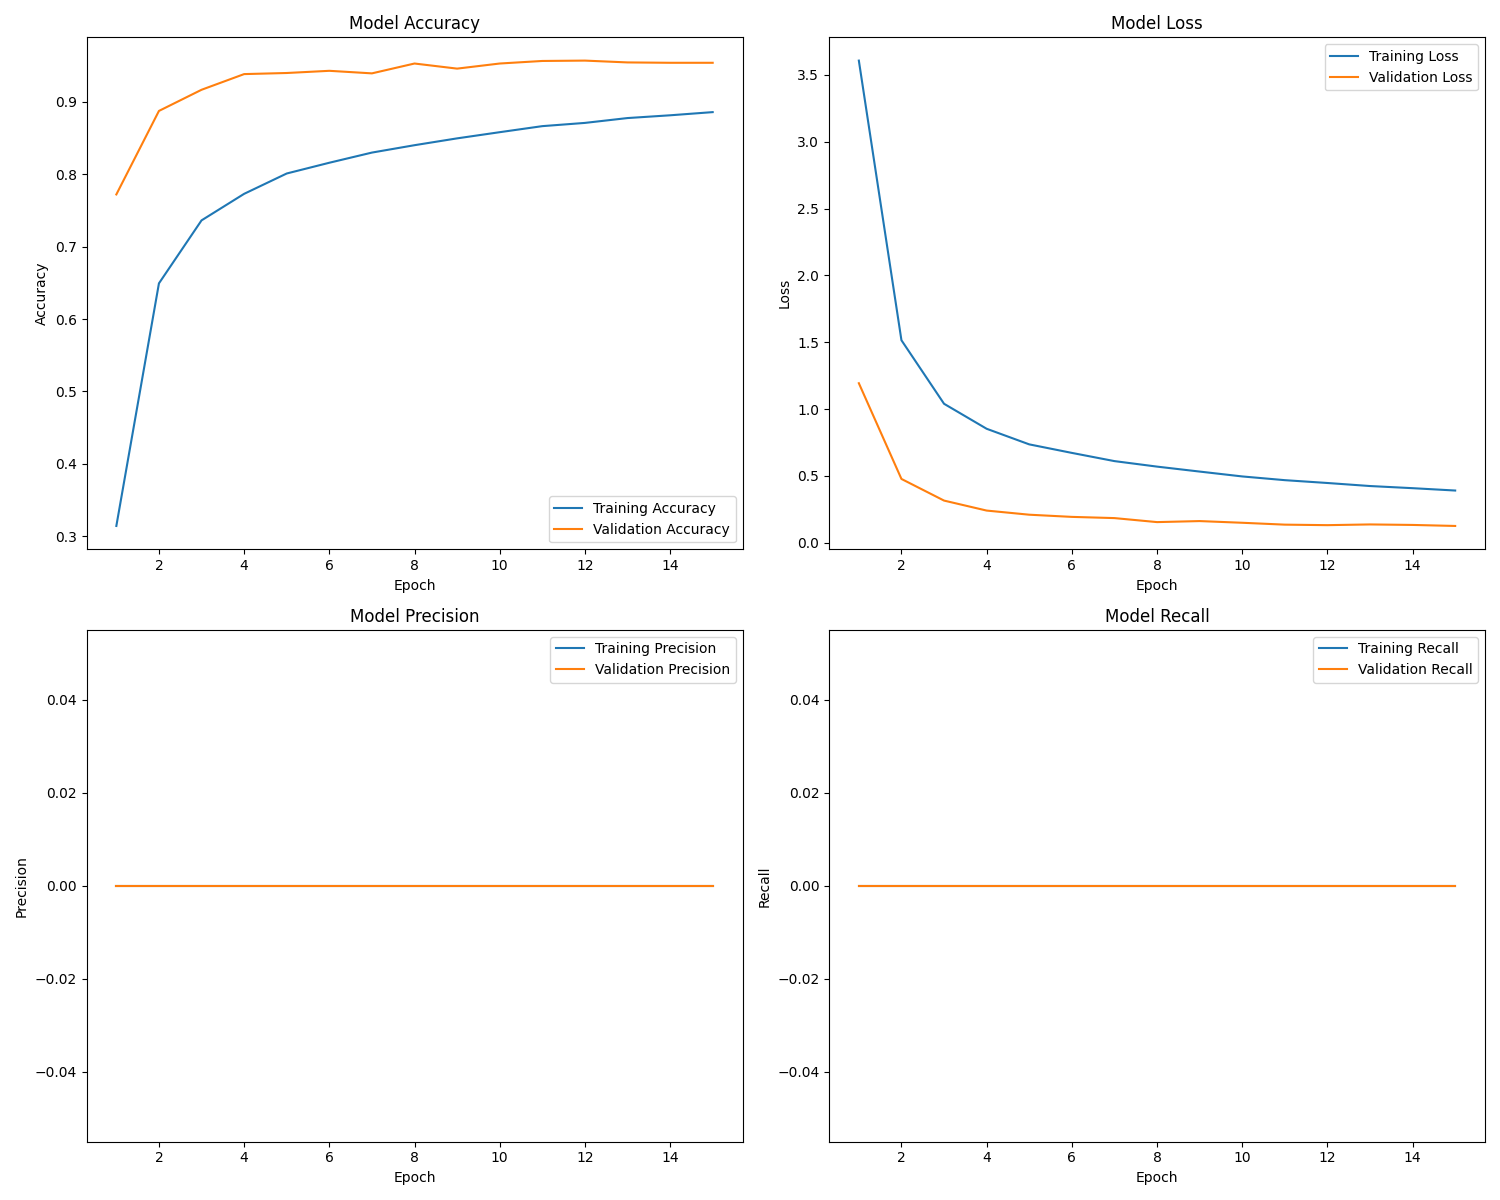 Model Accuracy
Accuracy
0.9
0.8
0.7
0.6
0.5
0.4
0.3
Training Accuracy
Validation Accuracy
2 4 6 8 10 12 14
Epoch
Model Loss
Loss
3.5
3.0
2.5
2.0
1.5
1.0
0.5
0.0
Training Loss
Validation Loss
2 4 6 8 10 12 14
Epoch
Model Precision
Precision
0.04
0.02
0.00
−0.02
−0.04
Training Precision
Validation Precision
2 4 6 8 10 12 14
Epoch
Model Recall
Recall
0.04
0.02
0.00
−0.02
−0.04
Training Recall
Validation Recall
2 4 6 8 10 12 14
Epoch